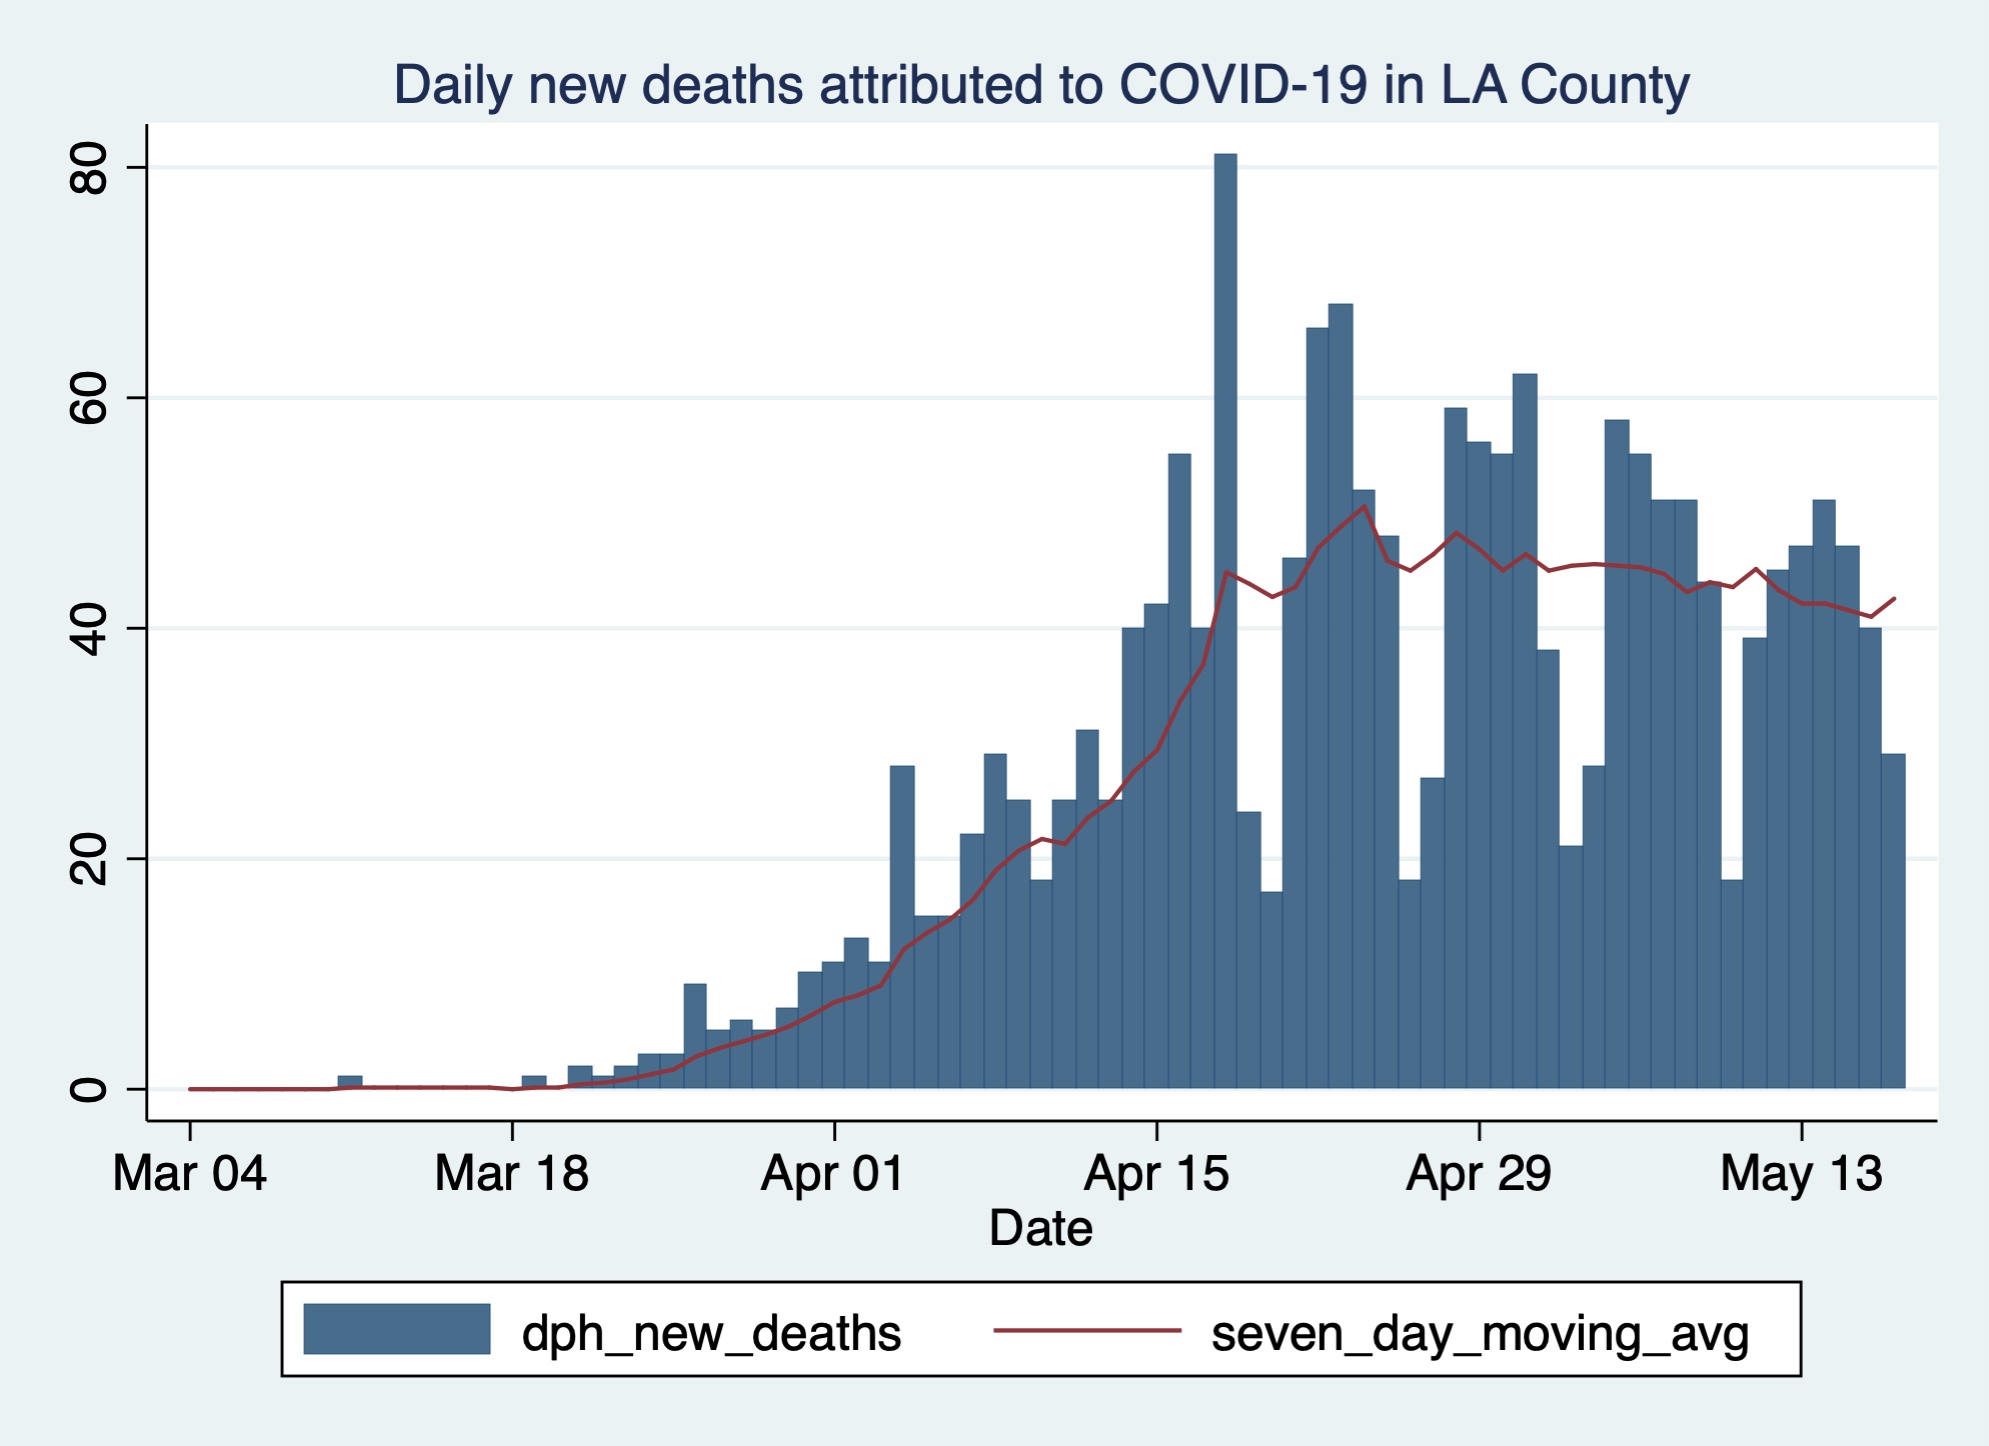 Daily new deaths attributed to COVID-19 in LA County
80
60
40
20
0
Mar 04 Mar 18 Apr 01 Apr 15 Apr 29 May 13
Date
dph_new_deaths seven_day_moving_avg